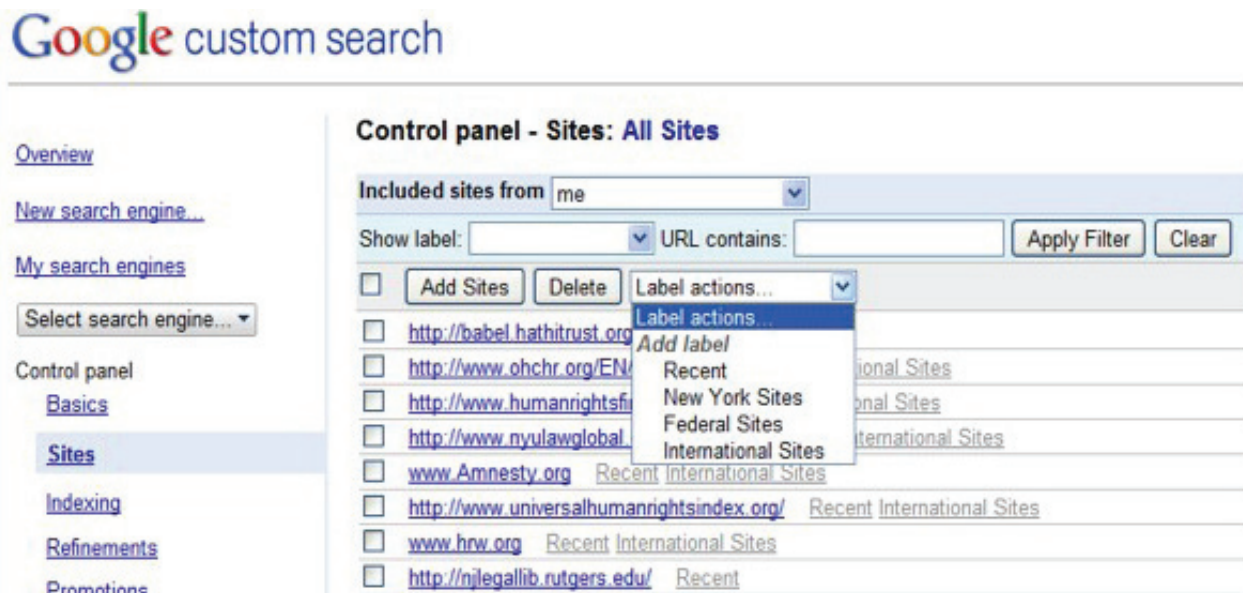 Google custom search
Overview
New search engine...
My search engines
Select search engine...
Control panel
Basics
Sites
Indexing
Refinements
Promotions
Control panel - Sites: All Sites
Included sites from me
Show label: URL contains: Apply Filter Clear
Add Sites Delete Label actions...
Label actions...
Add label
Recent
New York Sites
Federal Sites
International Sites
http://babel.hathitrust.org
http://www.ohchr.org/EN/ Sites
http://www.humanrightsfi Sites
http://www.nyulawglobal. Sites
www.Amnesty.org Recent International Sites
http://www.universalhumanrightsindex.org/ Recent International Sites
www.hrw.org Recent International Sites
http://njlegallib.rutgers.edu/ Recent